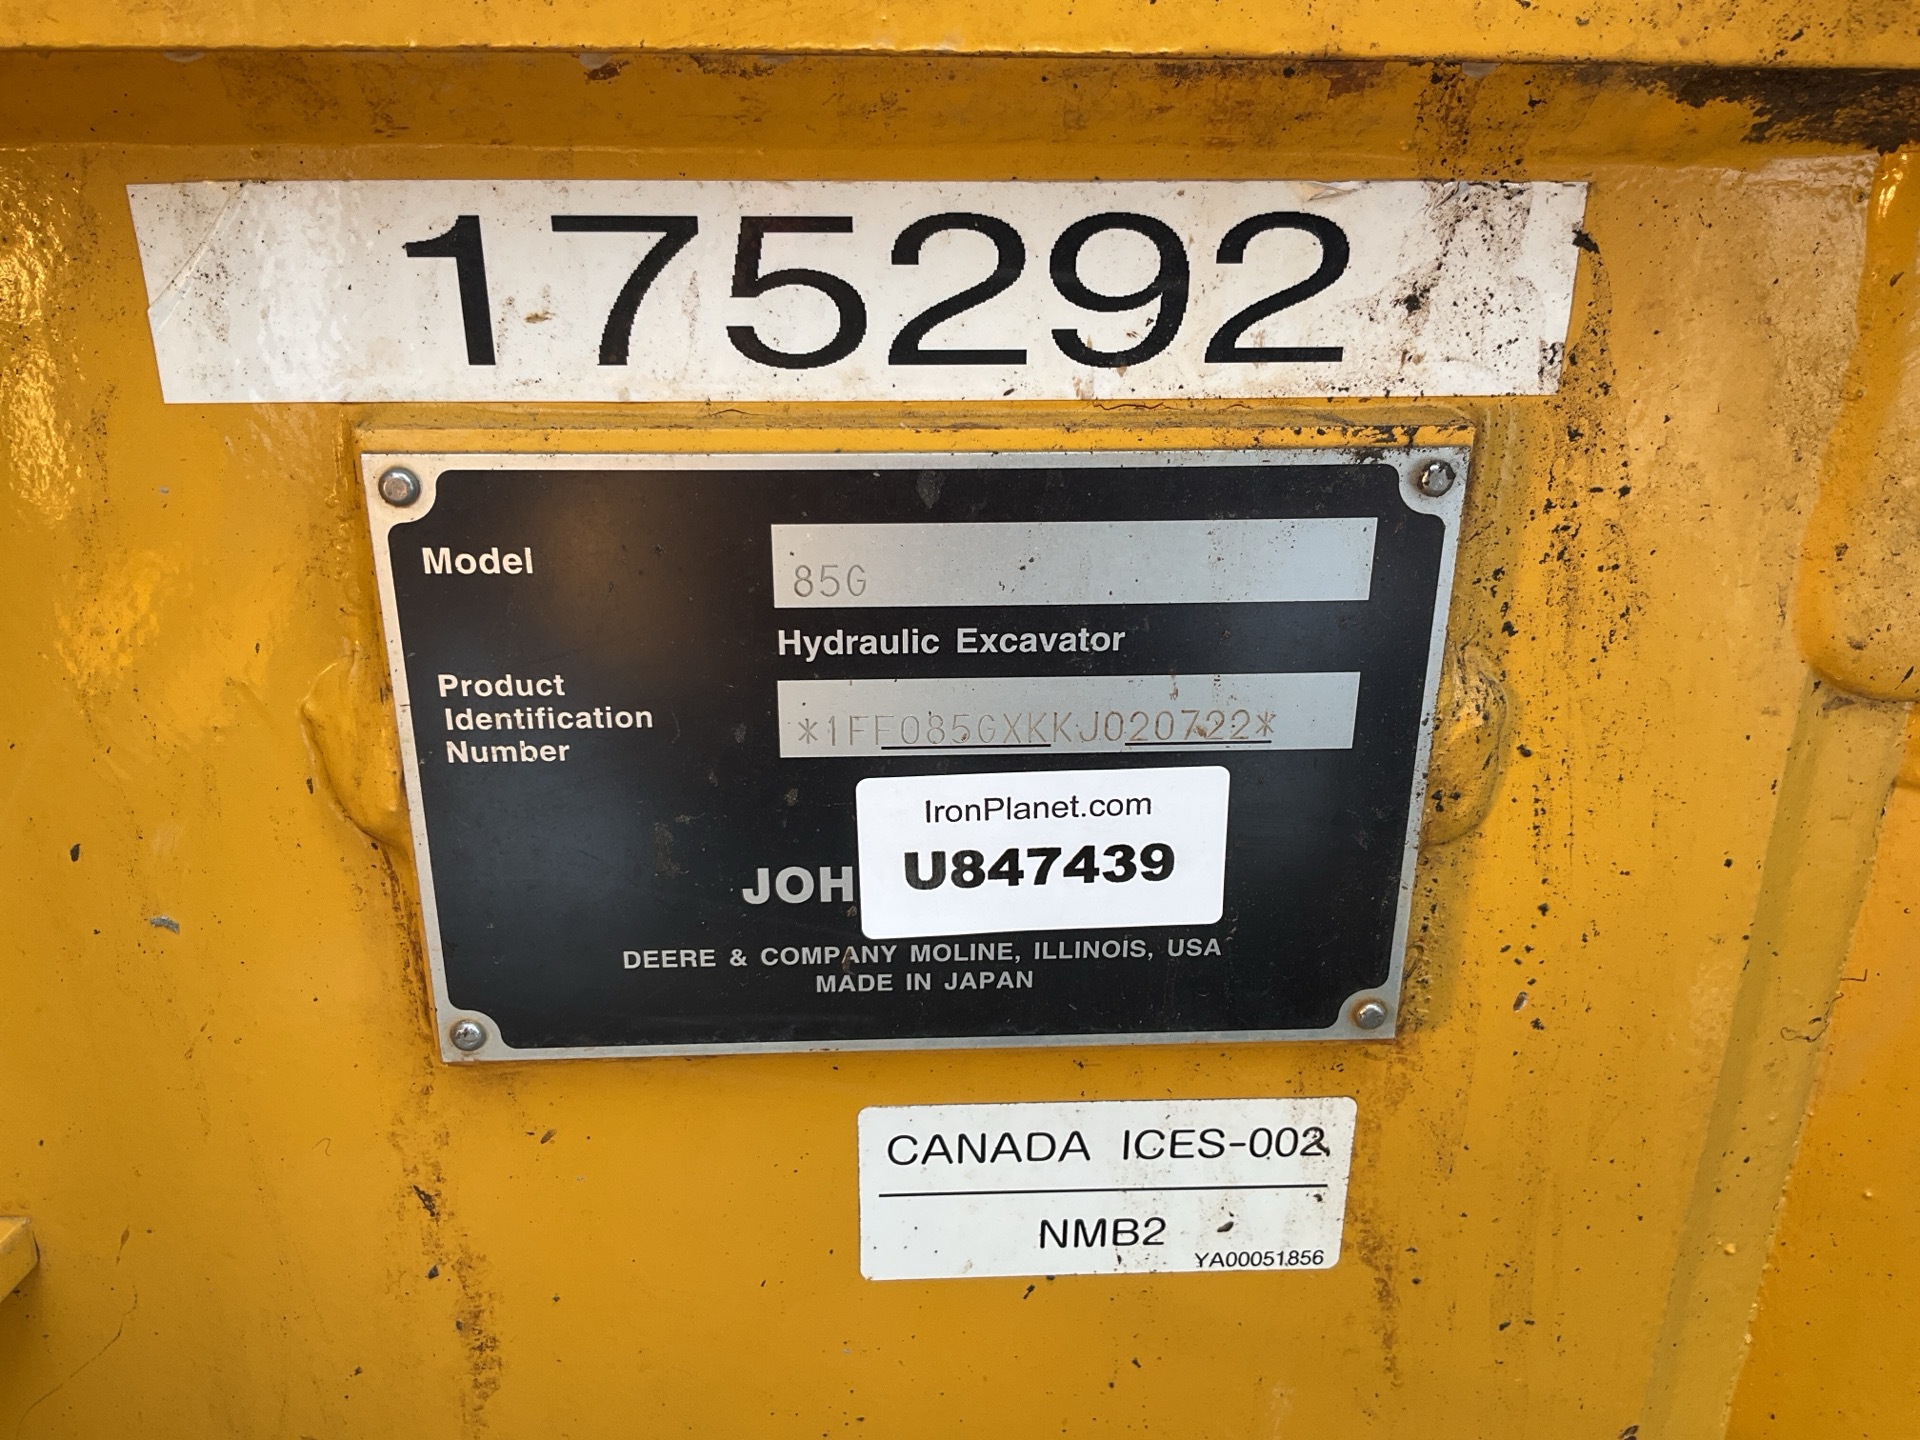 175292
Model
85G
Hydraulic Excavator
Product
Identification
Number
*1FF085GXKKJ020722*
IronPlanet.com
U847439
JOH
DEERE & COMPANY MOLINE, ILLINOIS, USA
MADE IN JAPAN
CANADA ICES-002
NMB2
YA00051856